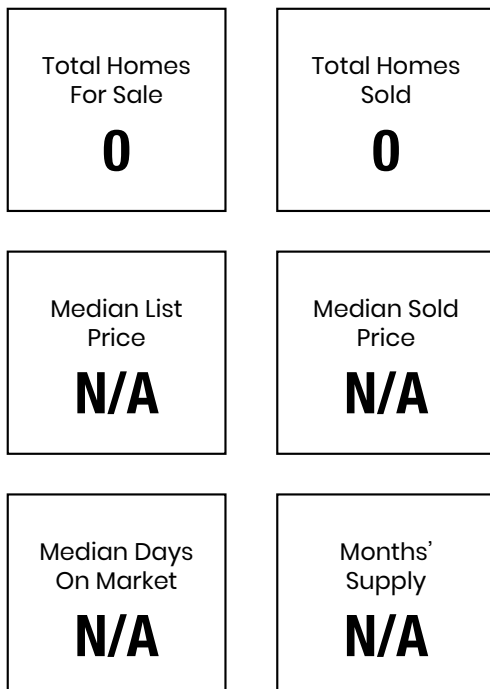 Total Homes
For Sale
0
Total Homes
Sold
0
Median List
Price
N/A
Median Sold
Price
N/A
Median Days
On Market
N/A
Months’
Supply
N/A